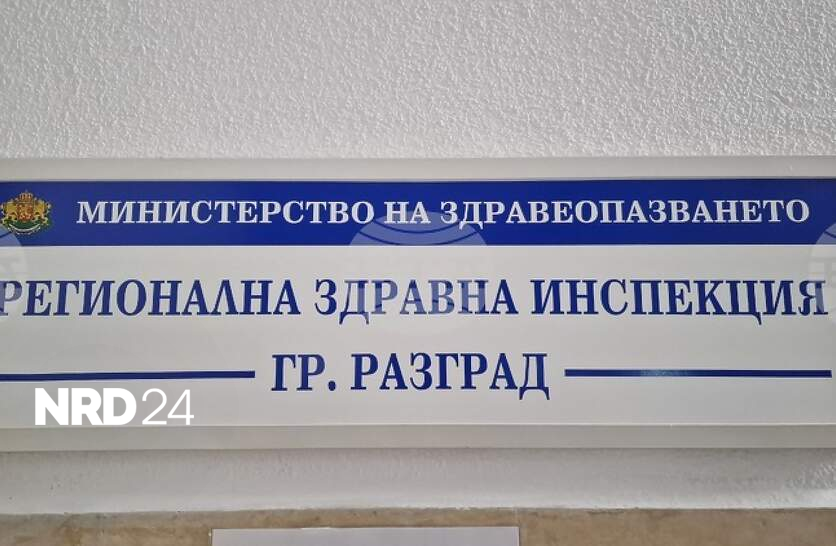 МИНИСТЕРСТВО НА ЗДРАВЕОПАЗВАНЕТО
РЕГИОНАЛНА ЗДРАВНА ИНСПЕКЦИЯ
ГР. РАЗГРАД
NRD24